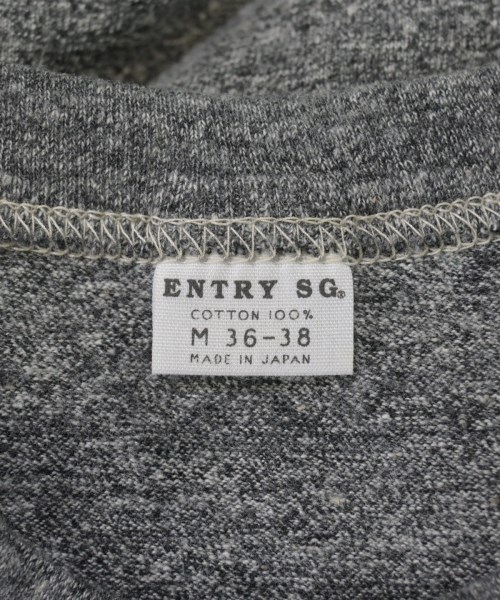 ENTRY SG®
COTTON 100%
M 36-38
MADE IN JAPAN